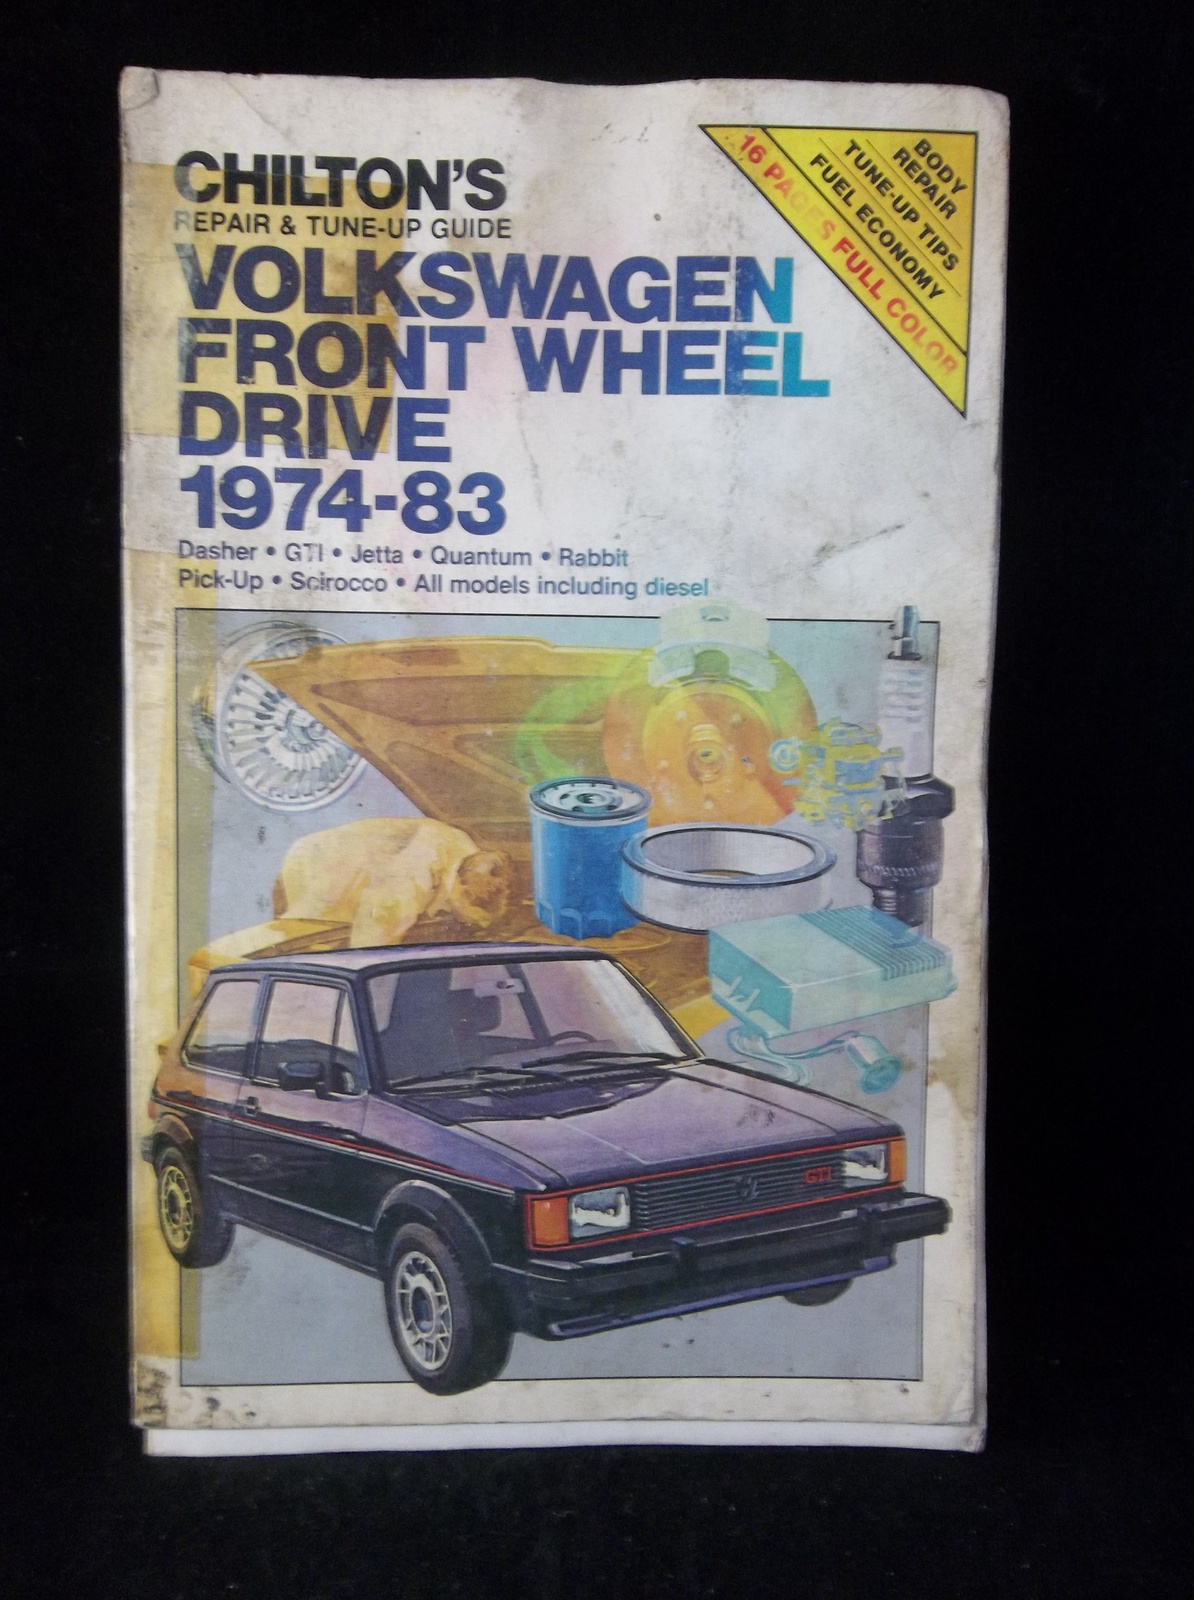 CHILTON'S
REPAIR & TUNE-UP GUIDE
VOLKSWAGEN
FRONT WHEEL
DRIVE
1974-83
Dasher • GTI • Jetta • Quantum • Rabbit
Pick-Up • Scirocco • All models including diesel
BODY
REPAIR
TUNE-UP TIPS
FUEL ECONOMY
16 PAGES FULL COLOR
GTI